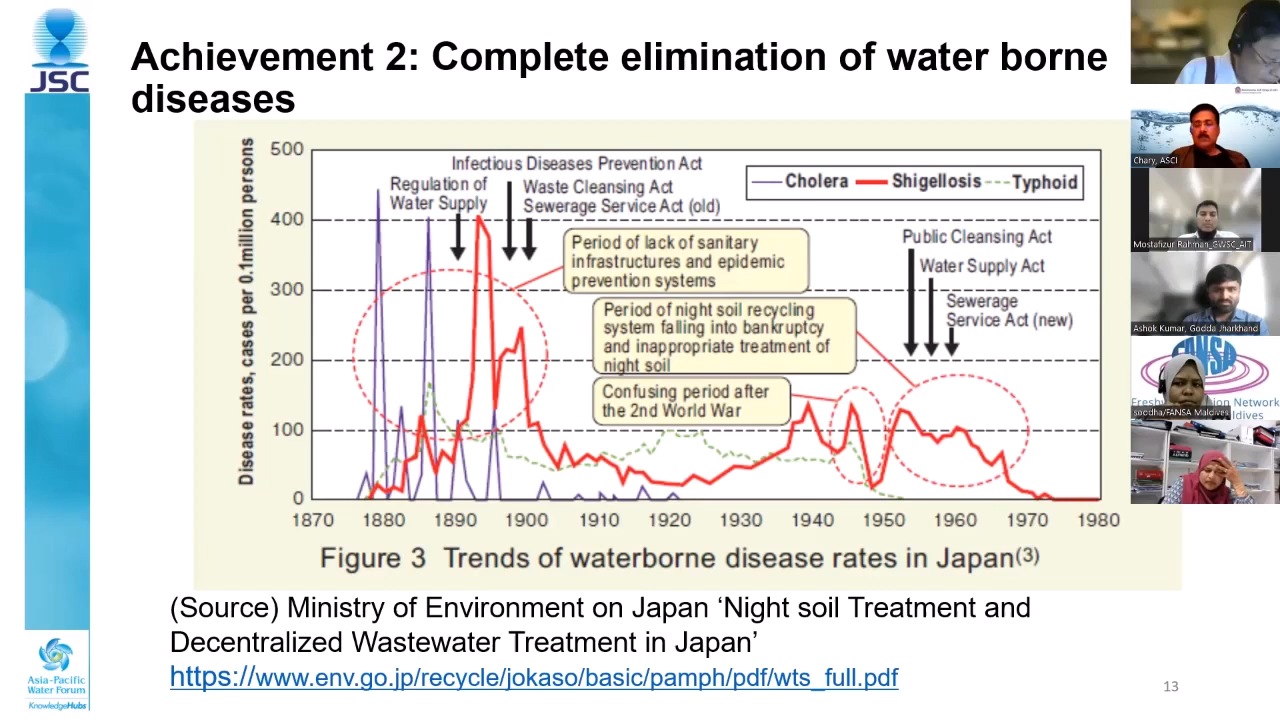 JSC
Achievement 2: Complete elimination of water borne
diseases
Disease rates, cases per 0.1million persons
500
400
300
200
100
0
Infectious Diseases Prevention Act
Regulation of
Water Supply
Waste Cleansing Act
Sewerage Service Act (old)
Cholera Shigellosis Typhoid
Period of lack of sanitary
infrastructures and epidemic
prevention systems
Public Cleansing Act
Water Supply Act
Sewerage
Service Act (new)
Period of night soil recycling
system falling into bankruptcy
and inappropriate treatment of
night soil
Confusing period after
the 2nd World War
1870 1880 1890 1900 1910 1920 1930 1940 1950 1960 1970 1980
Figure 3 Trends of waterborne disease rates in Japan(3)
(Source) Ministry of Environment on Japan ‘Night soil Treatment and
Decentralized Wastewater Treatment in Japan’
https://www.env.go.jp/recycle/jokaso/basic/pamph/pdf/wts_full.pdf
13
Asia-Pacific
Water Forum
KnowledgeHubs
Chary, ASCI
Mostafizur Rahman_GWSC_AIT
Ashok Kumar, Godda Jharkhand
FANSA
Network
soodha/FANSA Maldives